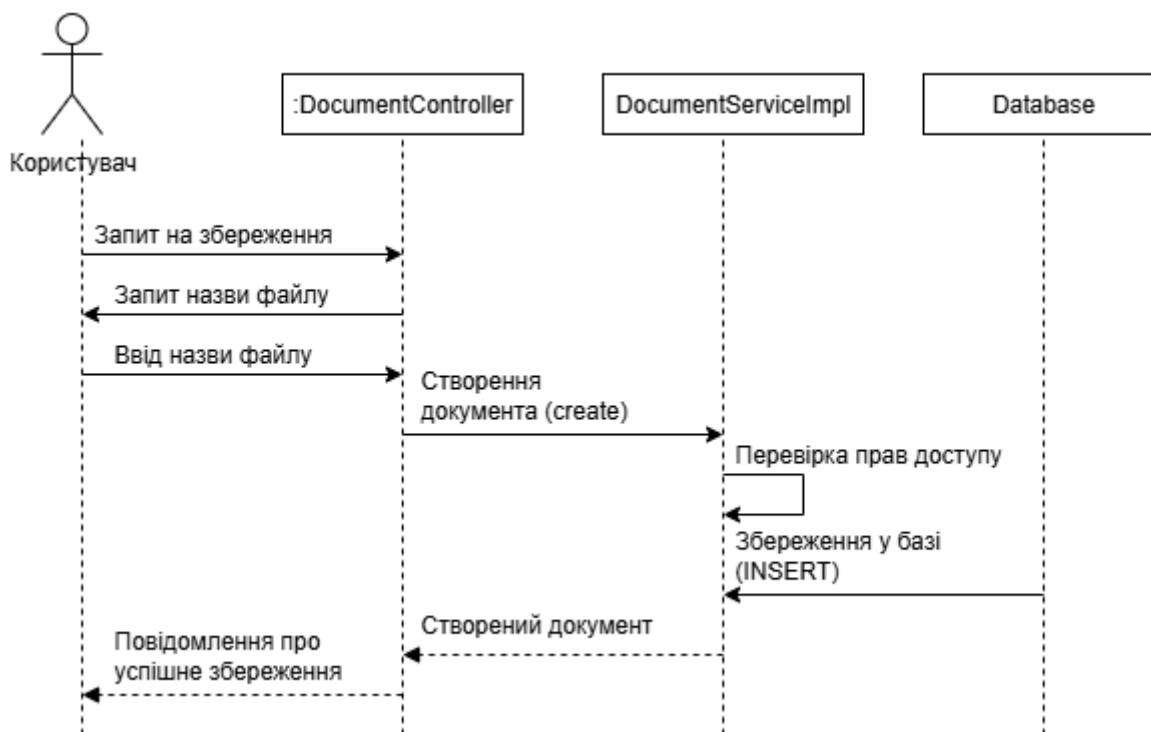 :DocumentController
DocumentServiceImpl
Database
Користувач
Запит на збереження
Запит назви файлу
Ввід назви файлу
Створення
документа (create)
Перевірка прав доступу
Збереження у базі
(INSERT)
Створений документ
Повідомлення про
успішне збереження